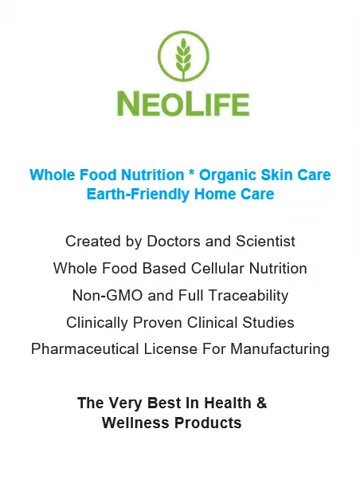 NEOLIFE
Whole Food Nutrition * Organic Skin Care
Earth-Friendly Home Care
Created by Doctors and Scientist
Whole Food Based Cellular Nutrition
Non-GMO and Full Traceability
Clinically Proven Clinical Studies
Pharmaceutical License For Manufacturing
The Very Best In Health &
Wellness Products